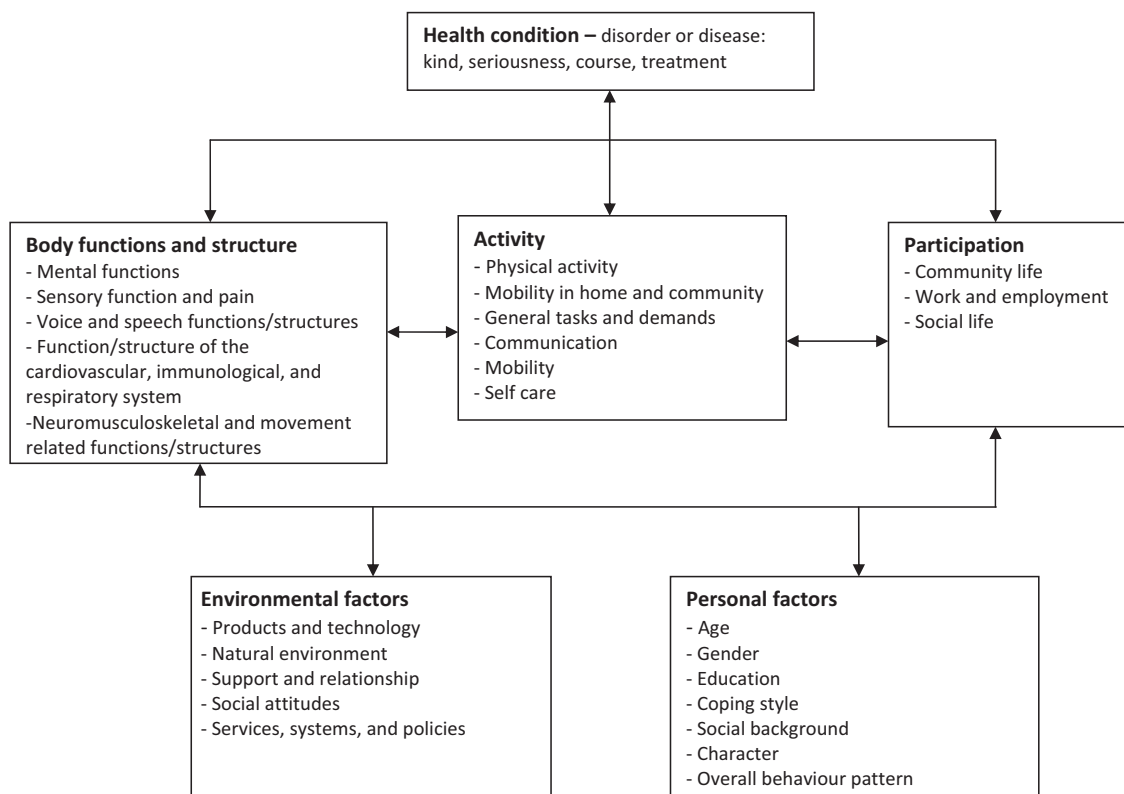 Health condition – disorder or disease:
kind, seriousness, course, treatment
Body functions and structure
- Mental functions
- Sensory function and pain
- Voice and speech functions/structures
- Function/structure of the
cardiovascular, immunological, and
respiratory system
-Neuromusculoskeletal and movement
related functions/structures
Activity
- Physical activity
- Mobility in home and community
- General tasks and demands
- Communication
- Mobility
- Self care
Participation
- Community life
- Work and employment
- Social life
Environmental factors
- Products and technology
- Natural environment
- Support and relationship
- Social attitudes
- Services, systems, and policies
Personal factors
- Age
- Gender
- Education
- Coping style
- Social background
- Character
- Overall behaviour pattern